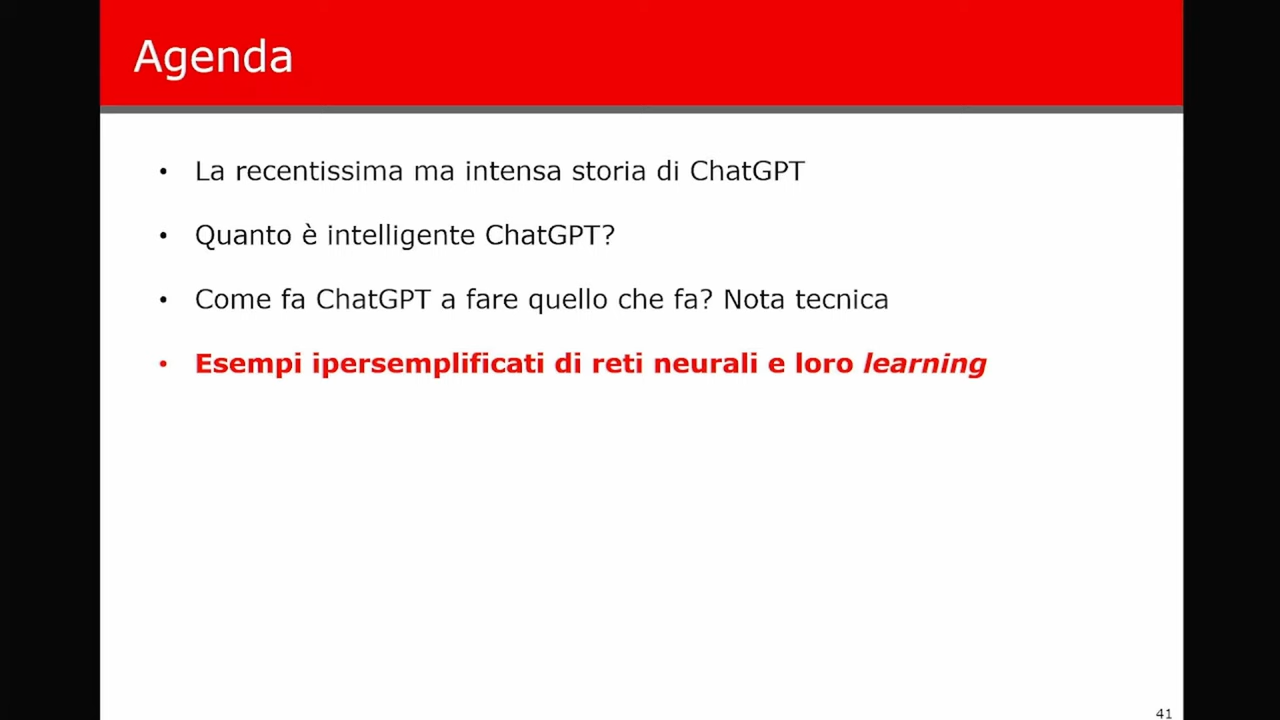 Agenda
• La recentissima ma intensa storia di ChatGPT
• Quanto è intelligente ChatGPT?
• Come fa ChatGPT a fare quello che fa? Nota tecnica
• Esempi ipersemplificati di reti neurali e loro learning
41